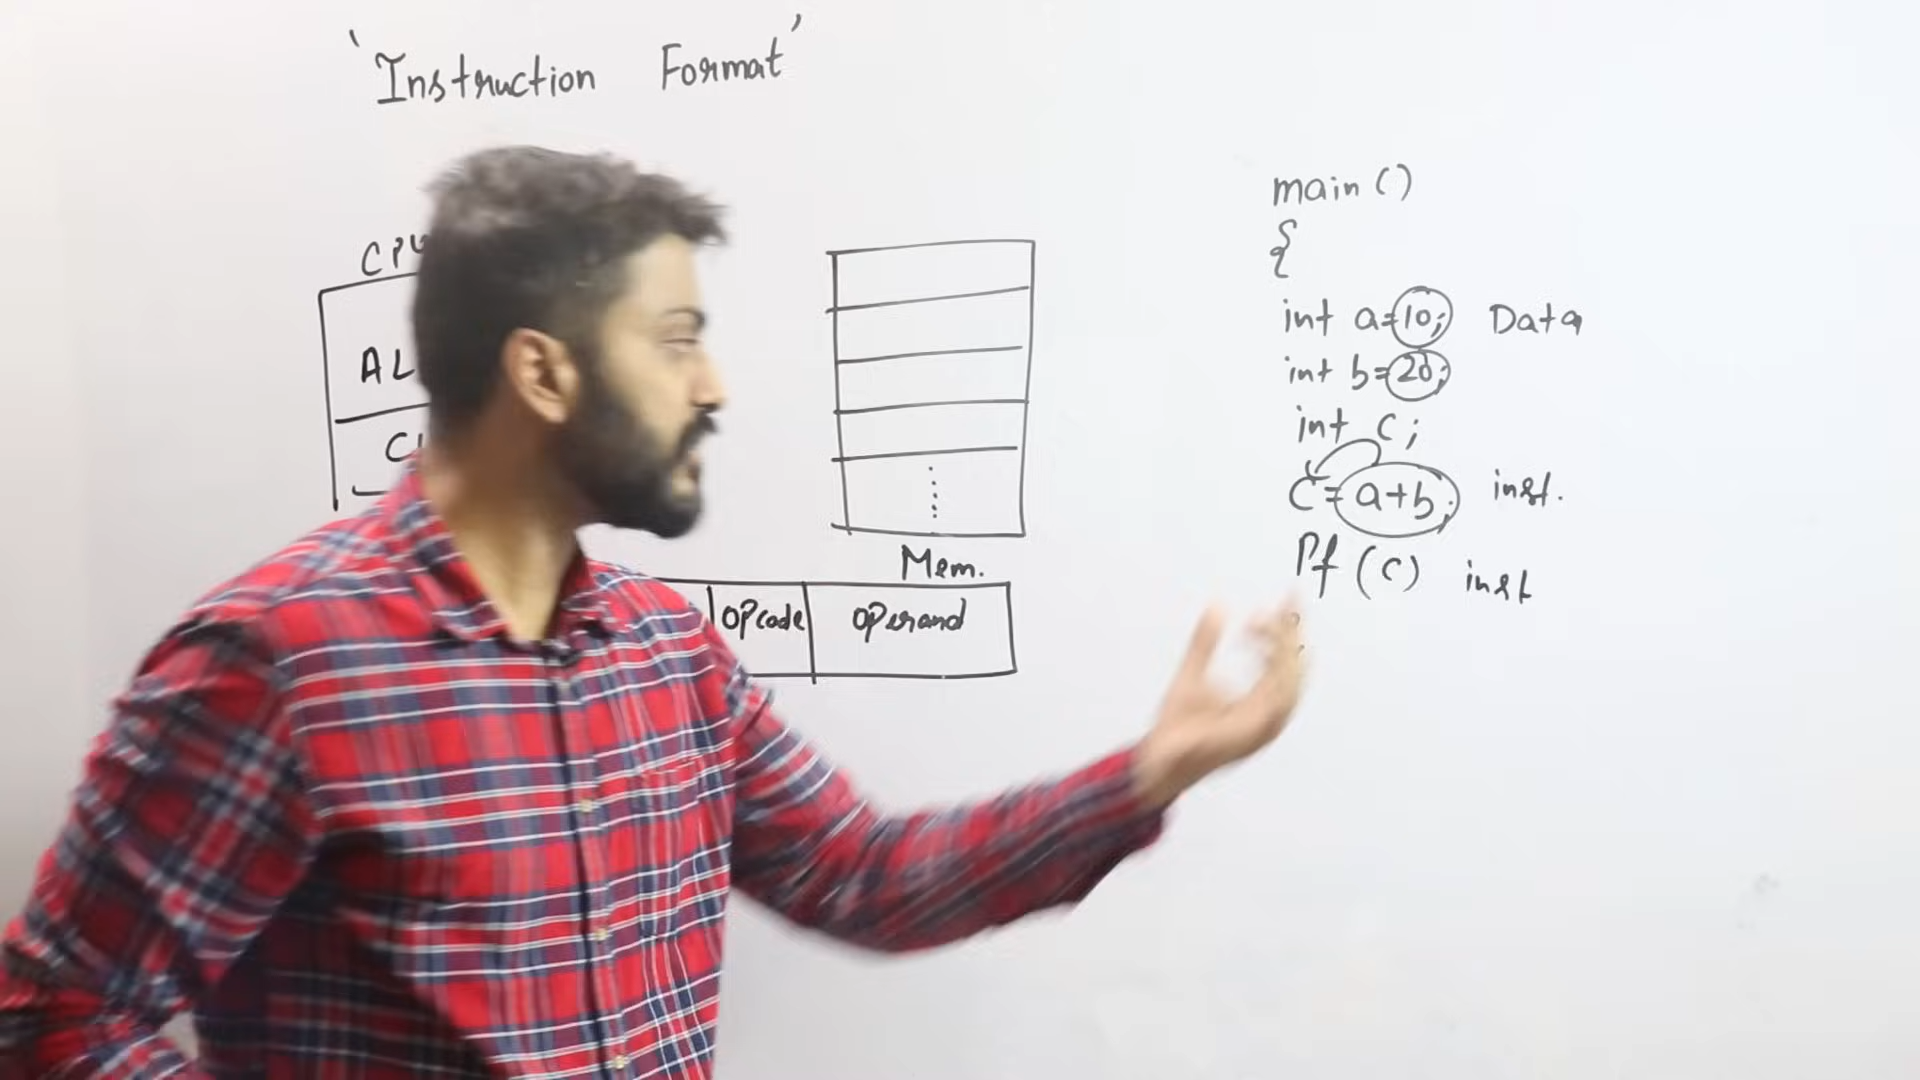 'Instruction Format'
CPU
AL
C
Mem.
OPcode Operand
main ()
{
int a=10; Data
int b=20;
int c;
C=a+b; inst.
Pf (c) inst